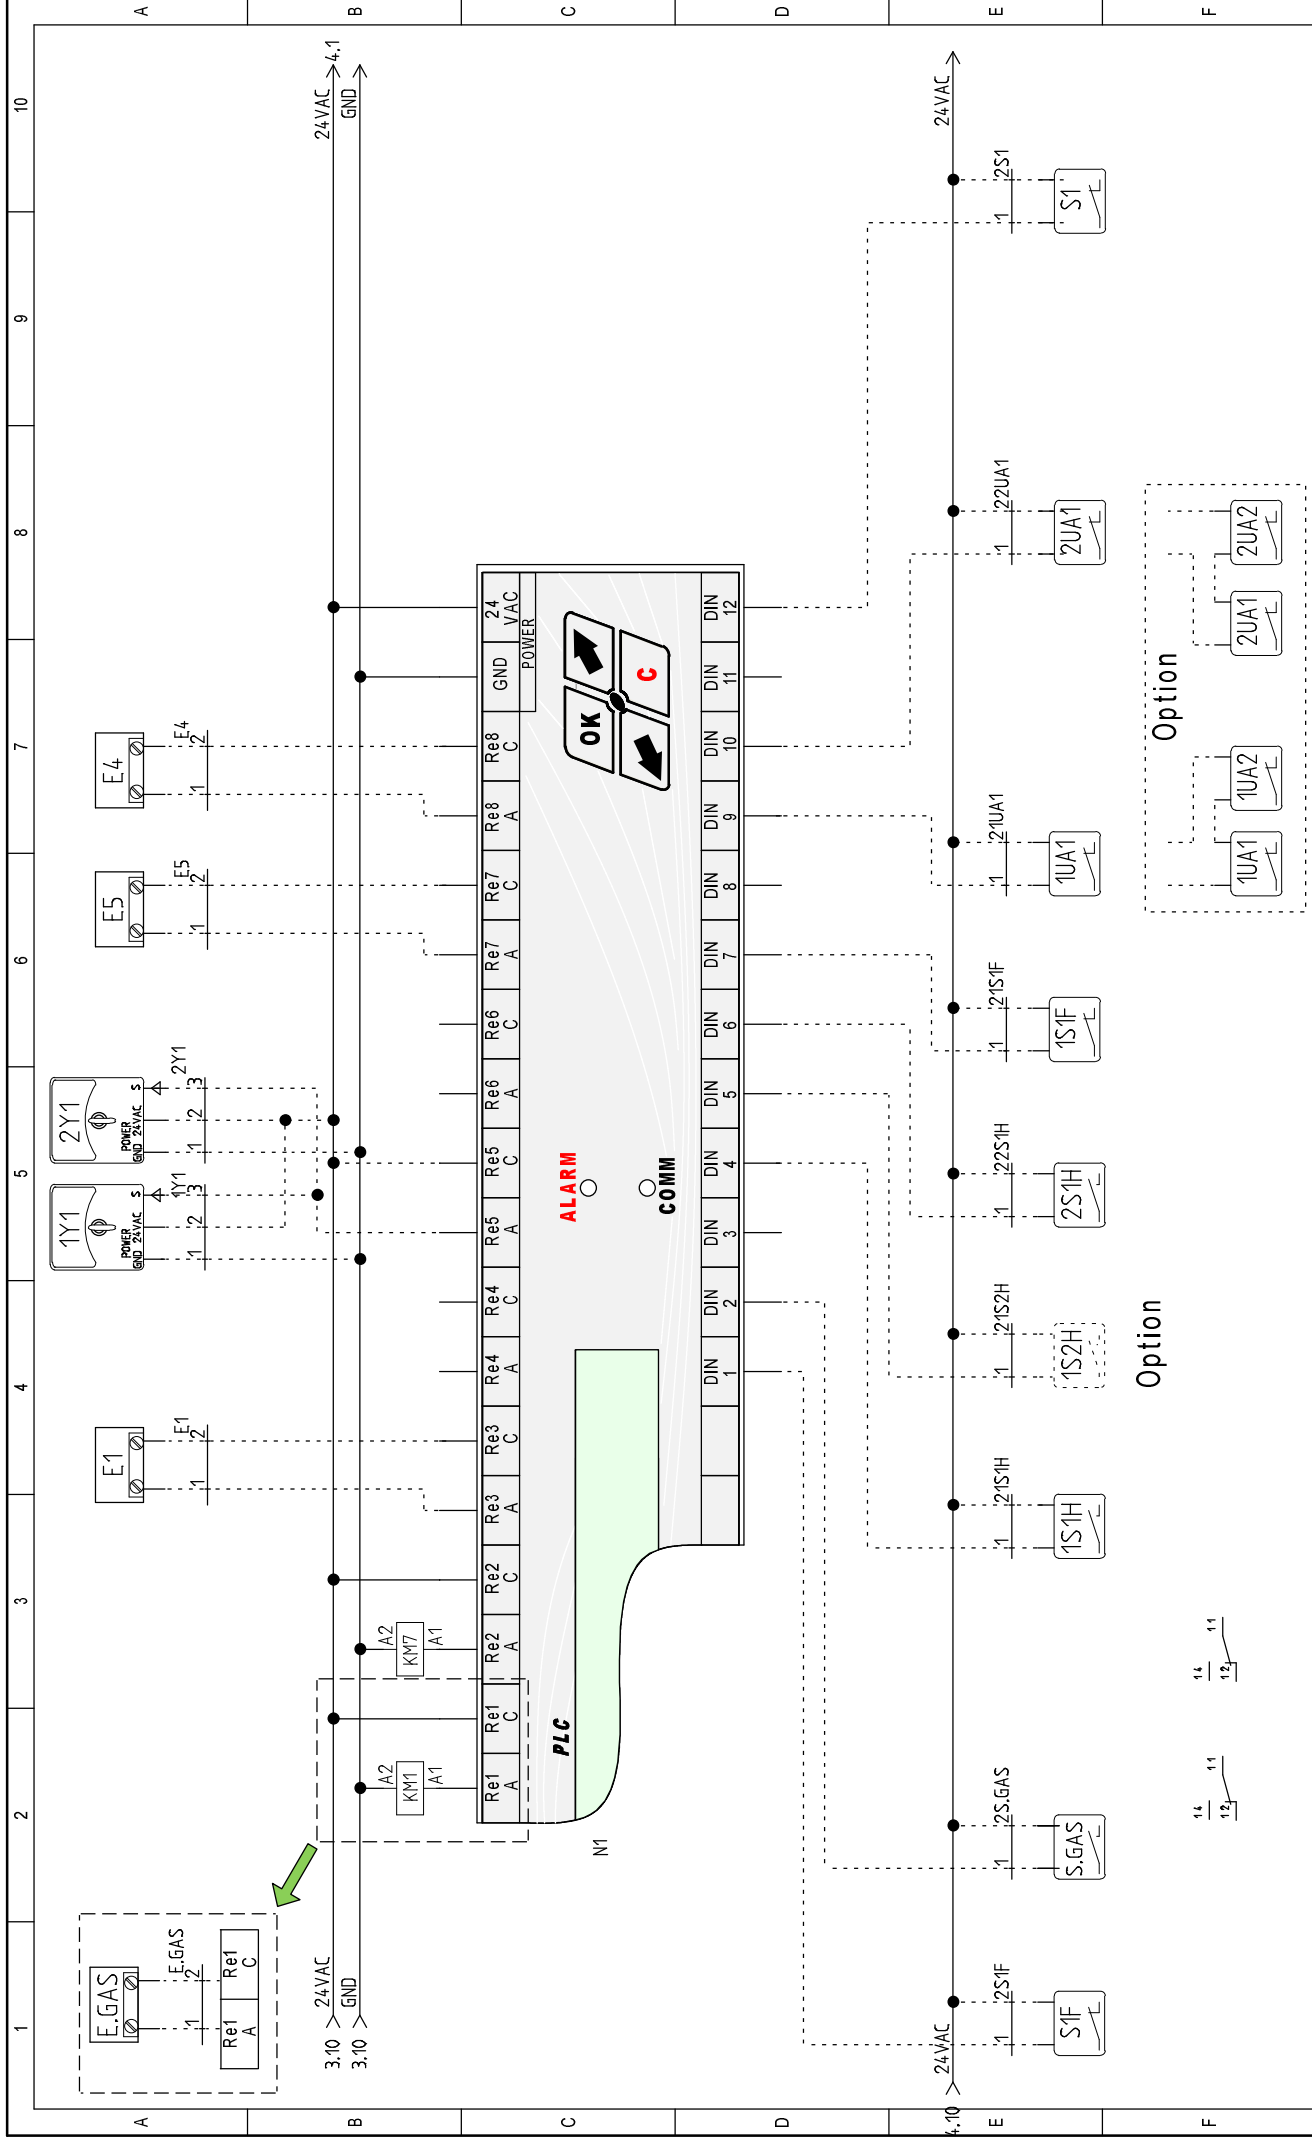 1 2 3 4 5 6 7 8 9 10
A
E.GAS
E.GAS
1 2
Re1 A
Re1 C
E1
E1
1 2
1Y1
POWER
GND 24VAC S
1Y1
1 2 3
2Y1
POWER
GND 24VAC S
2Y1
1 2 3
E5
E5
1 2
E4
E4
1 2
A
B
3.10 24VAC
24VAC 4.1
3.10 GND
GND
B
A2
KM1
A1
A2
KM7
A1
C
Re1 A
Re1 C
Re2 A
Re2 C
Re3 A
Re3 C
Re4 A
Re4 C
Re5 A
Re5 C
Re6 A
Re6 C
Re7 A
Re7 C
Re8 A
Re8 C
GND
24 VAC
POWER
PLC
ALARM
OK
N1
C
COMM
C
DIN 1
DIN 2
DIN 3
DIN 4
DIN 5
DIN 6
DIN 7
DIN 8
DIN 9
DIN 10
DIN 11
DIN 12
D
D
4.10 24VAC
24VAC
E
1 2S1F
1 2S.GAS
1 21S1H
1 21S2H
1 22S1H
1 21S1F
1 21UA1
1 22UA1
1 2S1
E
S1F
S.GAS
1S1H
1S2H
2S1H
1S1F
1UA1
2UA1
S1
Option
Option
F
14
12 11
14
12 11
1UA1
1UA2
2UA1
2UA2
F